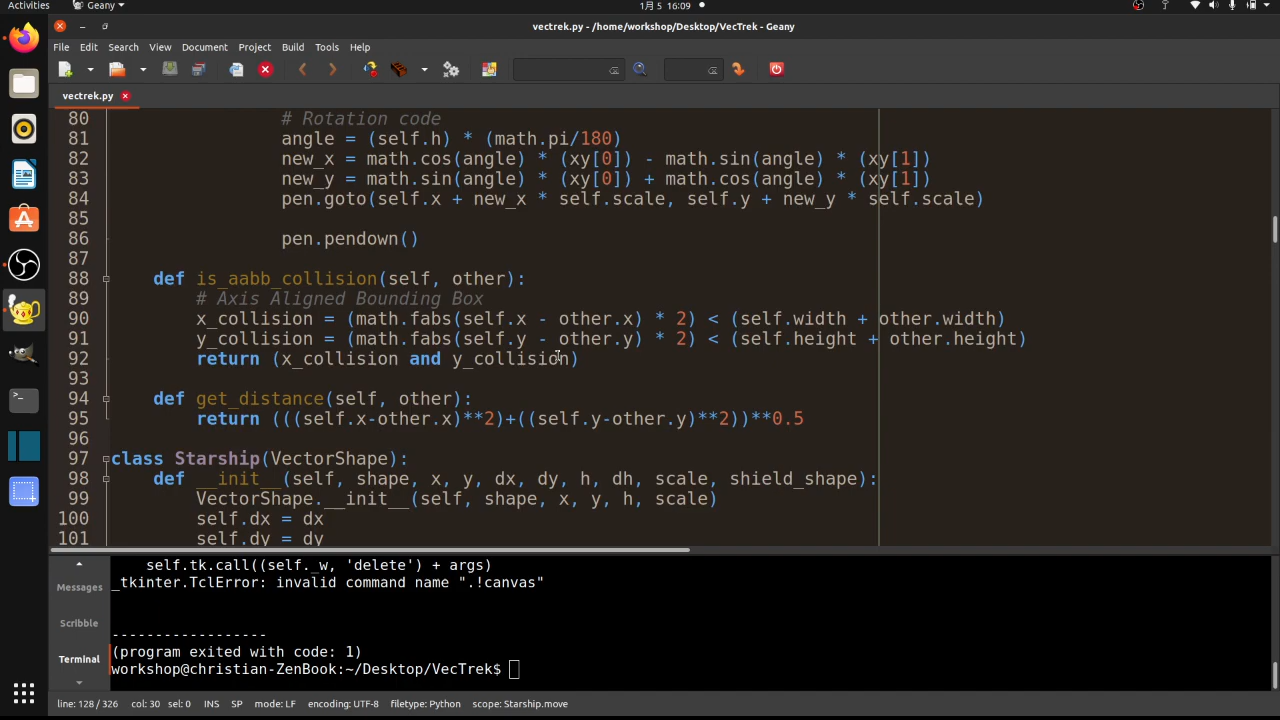 Activities
Geany
1月 5 16:09
vectrek.py - /home/workshop/Desktop/VecTrek - Geany
File Edit Search View Document Project Build Tools Help
vectrek.py
80 # Rotation code
81 angle = (self.h) * (math.pi/180)
82 new_x = math.cos(angle) * (xy[0]) - math.sin(angle) * (xy[1])
83 new_y = math.sin(angle) * (xy[0]) + math.cos(angle) * (xy[1])
84 pen.goto(self.x + new_x * self.scale, self.y + new_y * self.scale)
85
86 pen.pendown()
87
88 def is_aabb_collision(self, other):
89 # Axis Aligned Bounding Box
90 x_collision = (math.fabs(self.x - other.x) * 2) < (self.width + other.width)
91 y_collision = (math.fabs(self.y - other.y) * 2) < (self.height + other.height)
92 return (x_collision and y_collision)
93
94 def get_distance(self, other):
95 return (((self.x-other.x)**2)+((self.y-other.y)**2))**0.5
96
97 class Starship(VectorShape):
98 def __init__(self, shape, x, y, dx, dy, h, dh, scale, shield_shape):
99 VectorShape.__init__(self, shape, x, y, h, scale)
100 self.dx = dx
101 self.dy = dy
Messages
Scribble
Terminal
self.tk.call((self._w, 'delete') + args)
_tkinter.TclError: invalid command name ".!canvas"
------------------
(program exited with code: 1)
workshop@christian-ZenBook:~/Desktop/VecTrek$
line: 128 / 326 col: 30 sel: 0 INS SP mode: LF encoding: UTF-8 filetype: Python scope: Starship.move